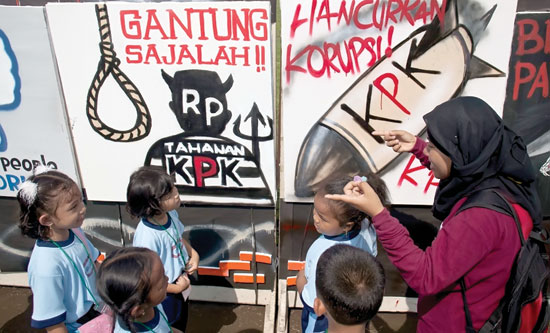 people
GANTUNG
SAJALAH!!
RP
TAHANAN
KPK
HANCURKAN
KORUPSI!
KPK